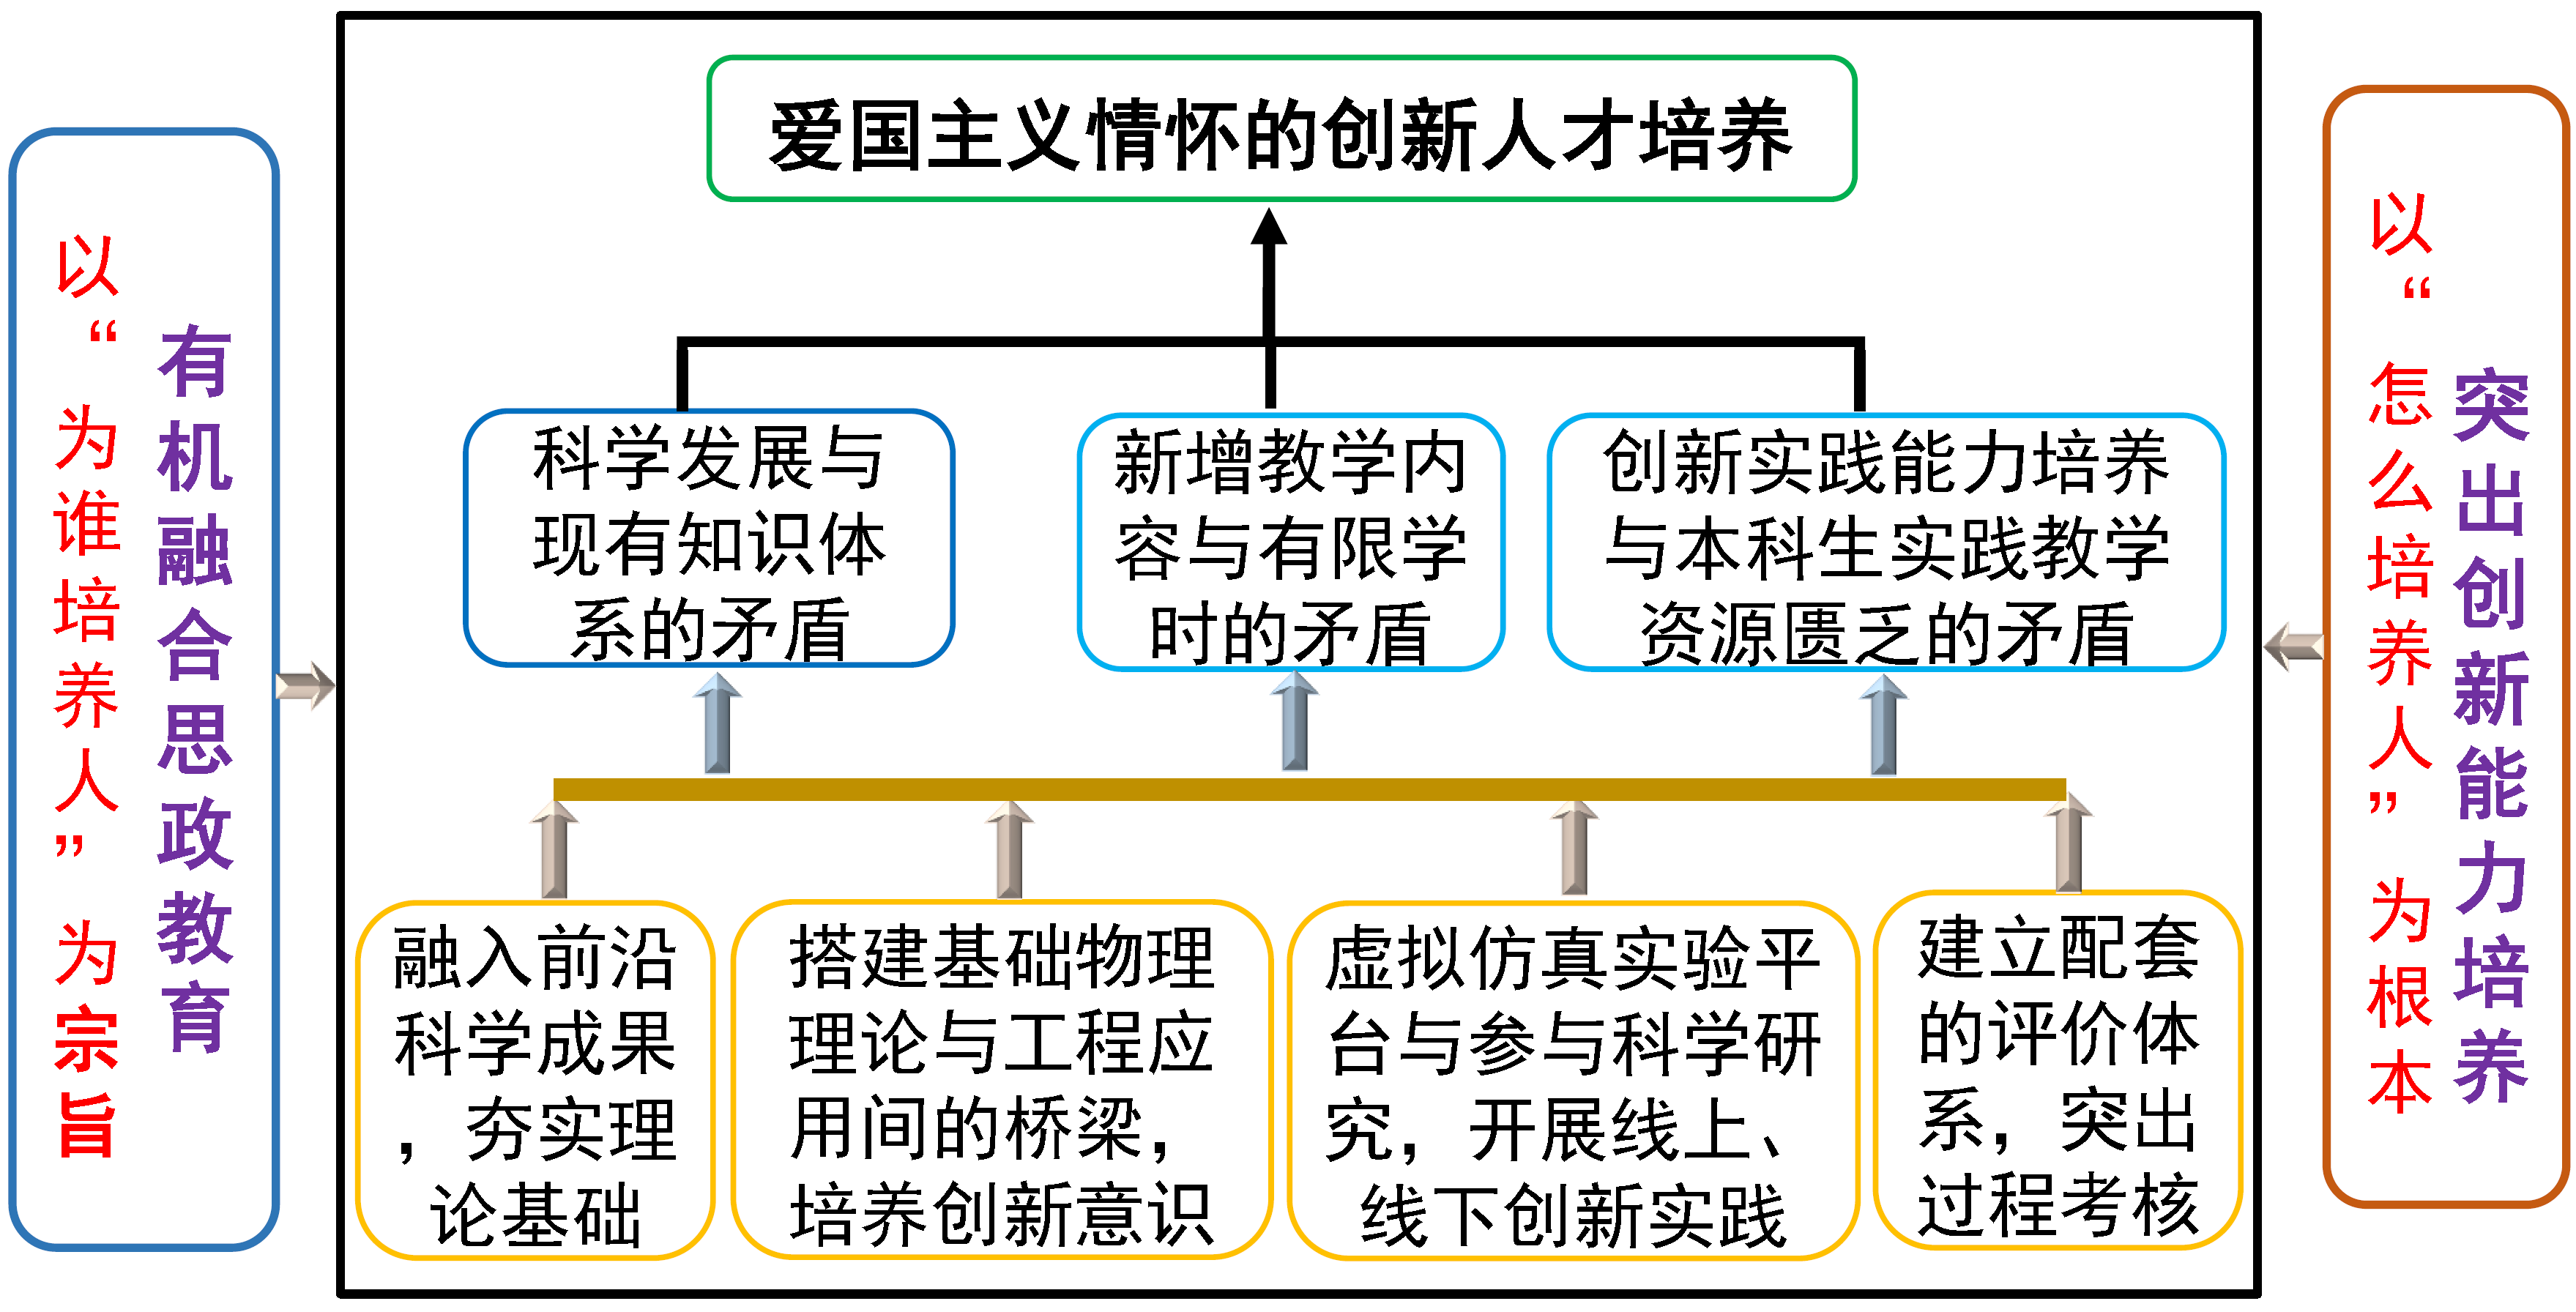 以“为谁培养人”为宗旨
有机融合思政教育
爱国主义情怀的创新人才培养
科学发展与
现有知识体
系的矛盾
新增教学内
容与有限学
时的矛盾
创新实践能力培养
与本科生实践教学
资源匮乏的矛盾
融入前沿
科学成果
，夯实理
论基础
搭建基础物理
理论与工程应
用间的桥梁，
培养创新意识
虚拟仿真实验平
台与参与科学研
究，开展线上、
线下创新实践
建立配套
的评价体
系，突出
过程考核
以“怎么培养人”为根本
突出创新能力培养